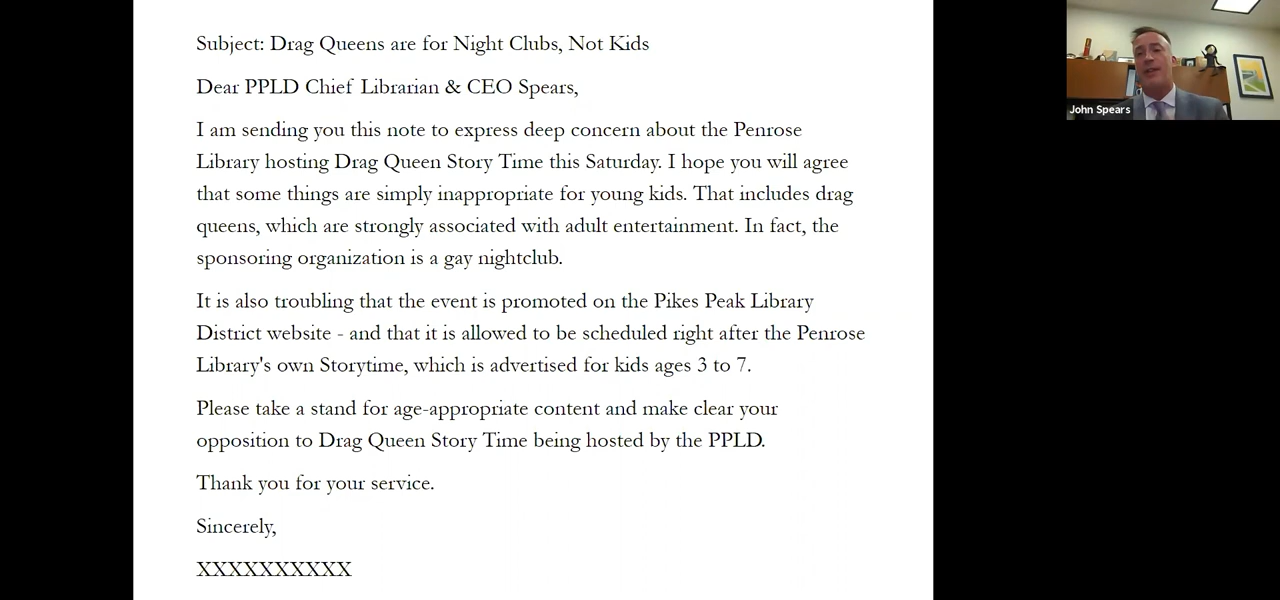 Subject: Drag Queens are for Night Clubs, Not Kids
Dear PPLD Chief Librarian & CEO Spears,
I am sending you this note to express deep concern about the Penrose
Library hosting Drag Queen Story Time this Saturday. I hope you will agree
that some things are simply inappropriate for young kids. That includes drag
queens, which are strongly associated with adult entertainment. In fact, the
sponsoring organization is a gay nightclub.
It is also troubling that the event is promoted on the Pikes Peak Library
District website - and that it is allowed to be scheduled right after the Penrose
Library's own Storytime, which is advertised for kids ages 3 to 7.
Please take a stand for age-appropriate content and make clear your
opposition to Drag Queen Story Time being hosted by the PPLD.
Thank you for your service.
Sincerely,
XXXXXXXXXX
John Spears